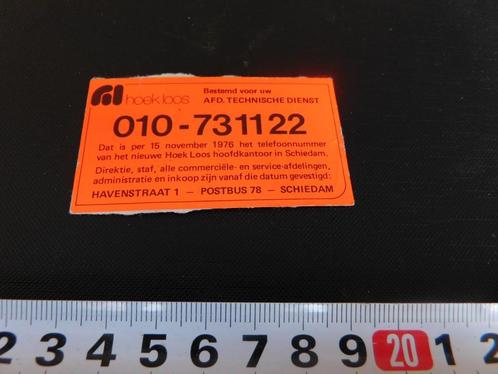 hoek loos
Bestemd voor uw
AFD. TECHNISCHE DIENST
010-731122
Dat is per 15 november 1976 het telefoonnummer
van het nieuwe Hoek Loos hoofdkantoor in Schiedam.
Direktie, staf, alle commerciële- en service-afdelingen,
administratie en inkoop zijn vanaf die datum gevestigd:
HAVENSTRAAT 1 — POSTBUS 78 — SCHIEDAM
2 3 4 5 6 7 8 9 20 1 2